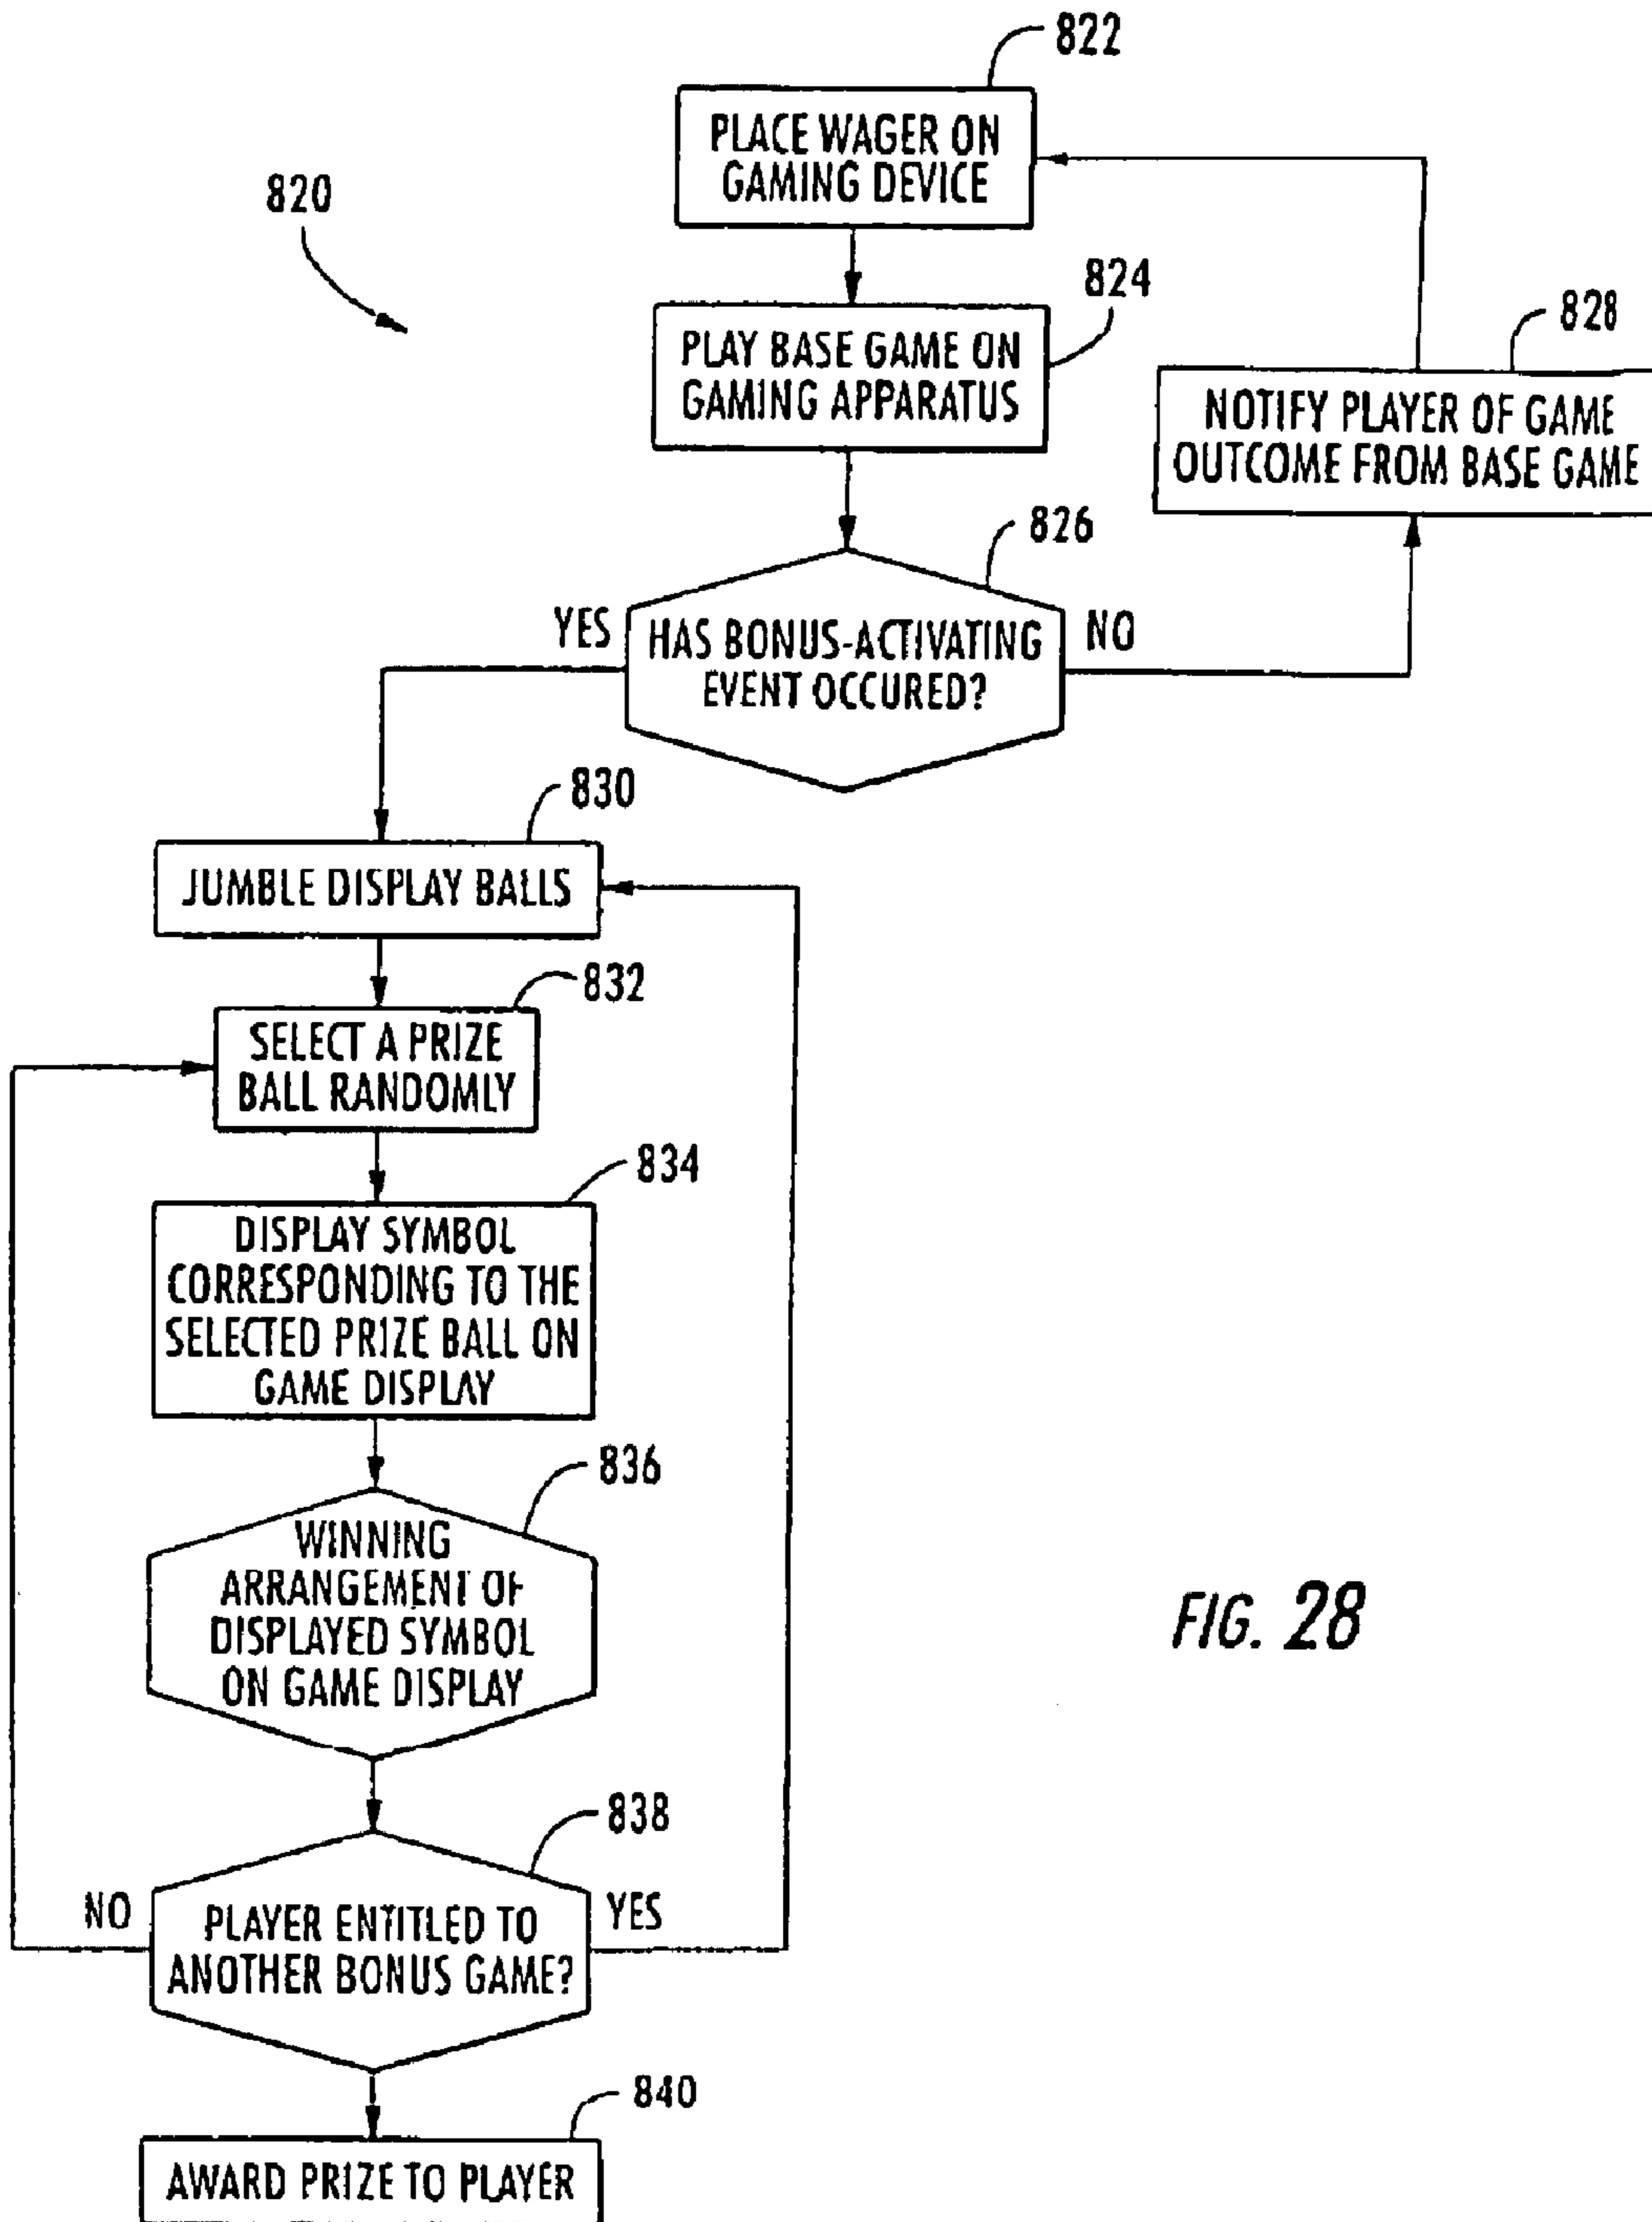 822
PLACE WAGER ON
GAMING DEVICE
820
824
PLAY BASE GAME ON
GAMING APPARATUS
828
NOTIFY PLAYER OF GAME
OUTCOME FROM BASE GAME
826
YES
HAS BONUS-ACTIVATING
EVENT OCCURED?
NO
830
JUMBLE DISPLAY BALLS
832
SELECT A PRIZE
BALL RANDOMLY
834
DISPLAY SYMBOL
CORRESPONDING TO THE
SELECTED PRIZE BALL ON
GAME DISPLAY
836
WINNING
ARRANGEMENT OF
DISPLAYED SYMBOL
ON GAME DISPLAY
FIG. 28
838
NO
PLAYER ENTITLED TO
ANOTHER BONUS GAME?
YES
840
AWARD PRIZE TO PLAYER